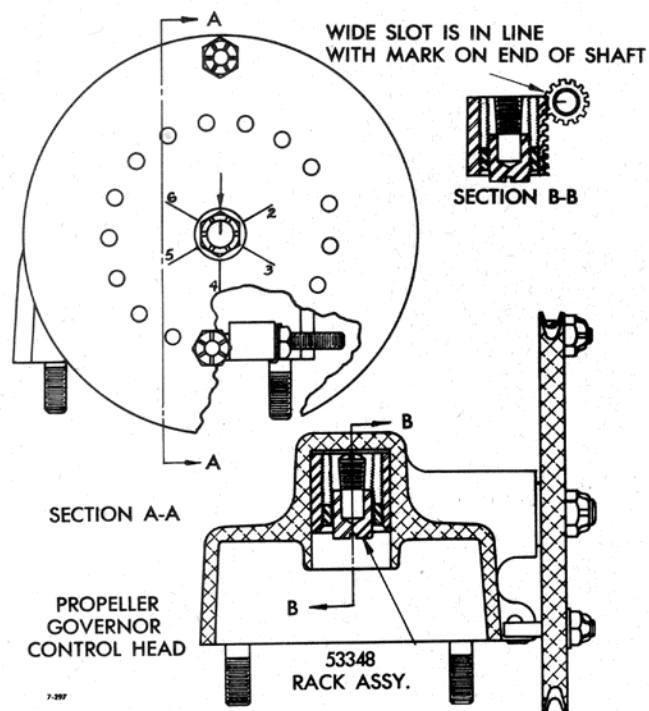 A
WIDE SLOT IS IN LINE
WITH MARK ON END OF SHAFT
SECTION B-B
6
2
5
3
4
A
B
SECTION A-A
B
PROPELLER
GOVERNOR
CONTROL HEAD
53348
RACK ASSY.
7-297